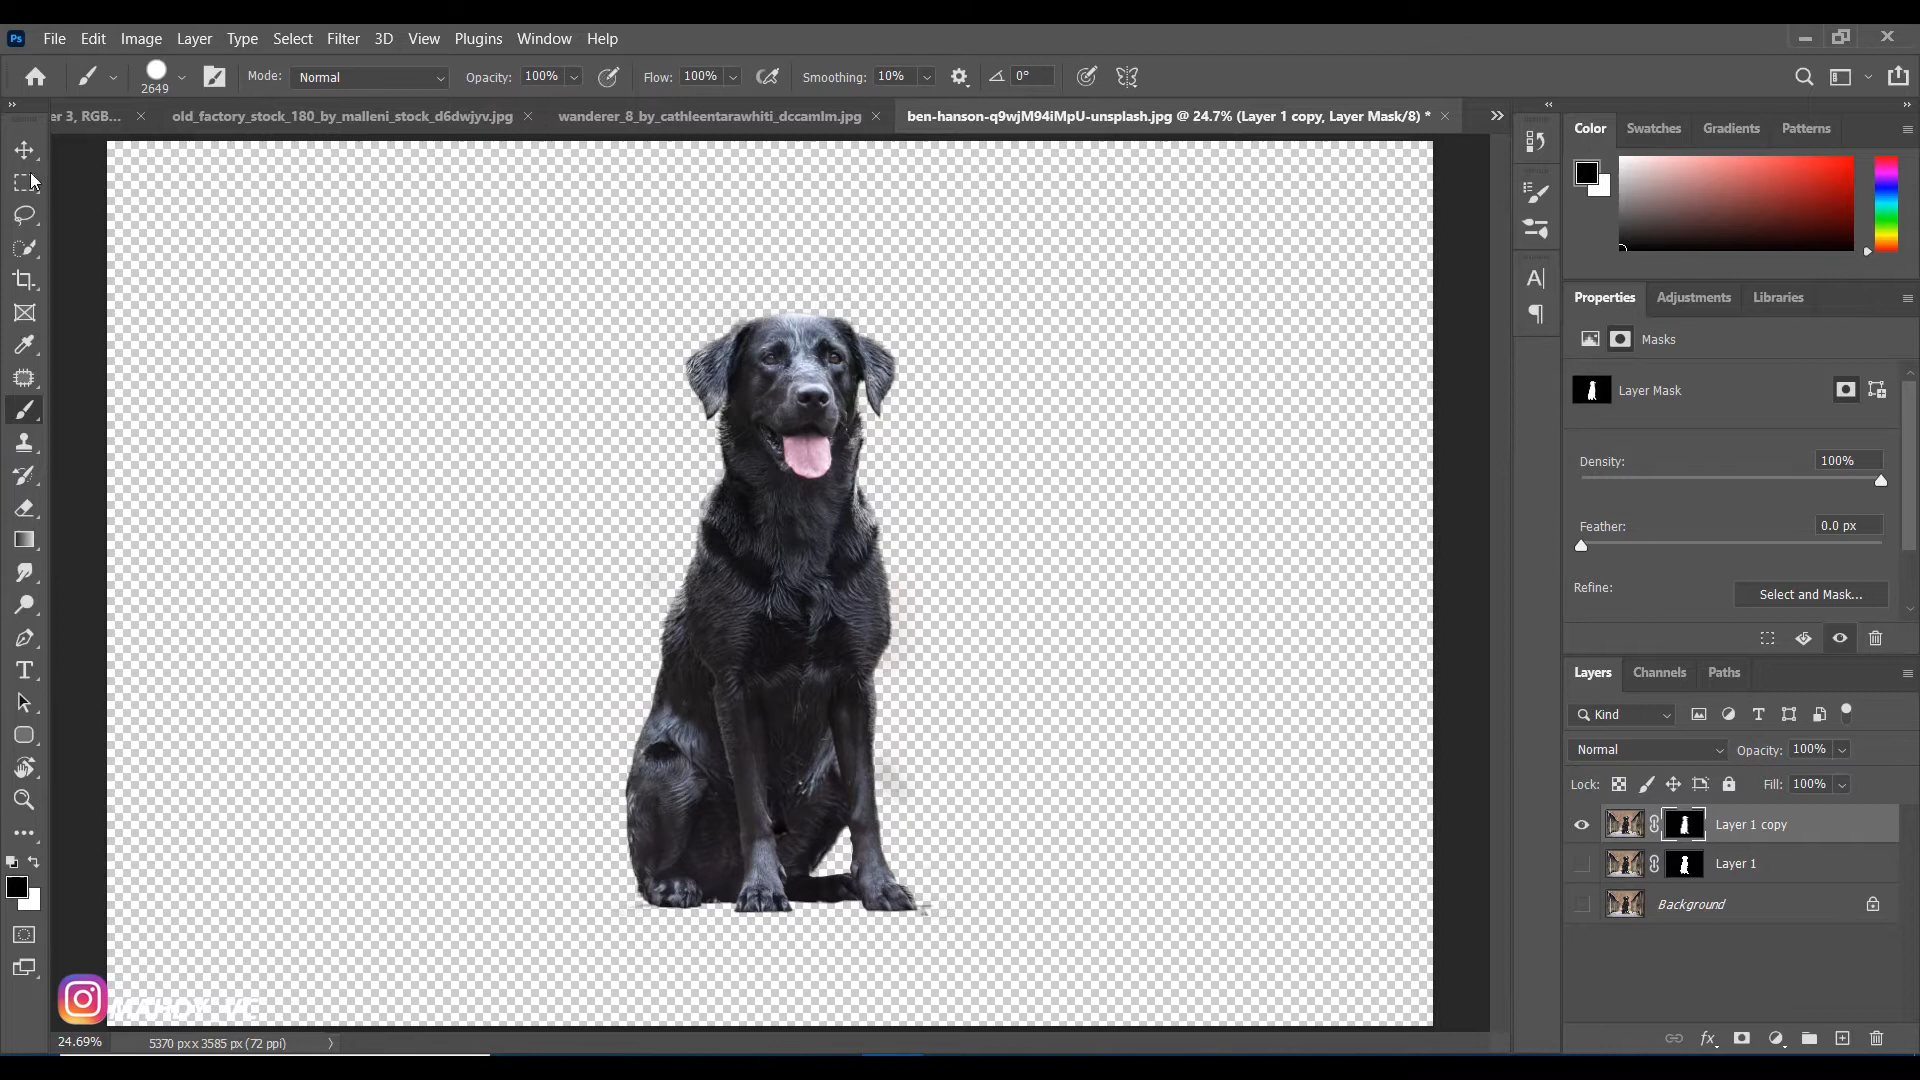 Ps File Edit Image Layer Type Select Filter 3D View Plugins Window Help
2649 Mode: Normal Opacity: 100% Flow: 100% Smoothing: 10% 0°
er 3, RGB... old_factory_stock_180_by_malleni_stock_d6dwjyv.jpg wanderer_8_by_cathleentarawhiti_dccamlm.jpg ben-hanson-q9wjM94iMpU-unsplash.jpg @ 24.7% (Layer 1 copy, Layer Mask/8) *
Color Swatches Gradients Patterns
Properties Adjustments Libraries
Masks
Layer Mask
Density: 100%
Feather: 0.0 px
Refine: Select and Mask...
Layers Channels Paths
Kind
Normal Opacity: 100%
Lock: Fill: 100%
Layer 1 copy
Layer 1
Background
MAHDY_VC
24.69% 5370 px x 3585 px (72 ppi)